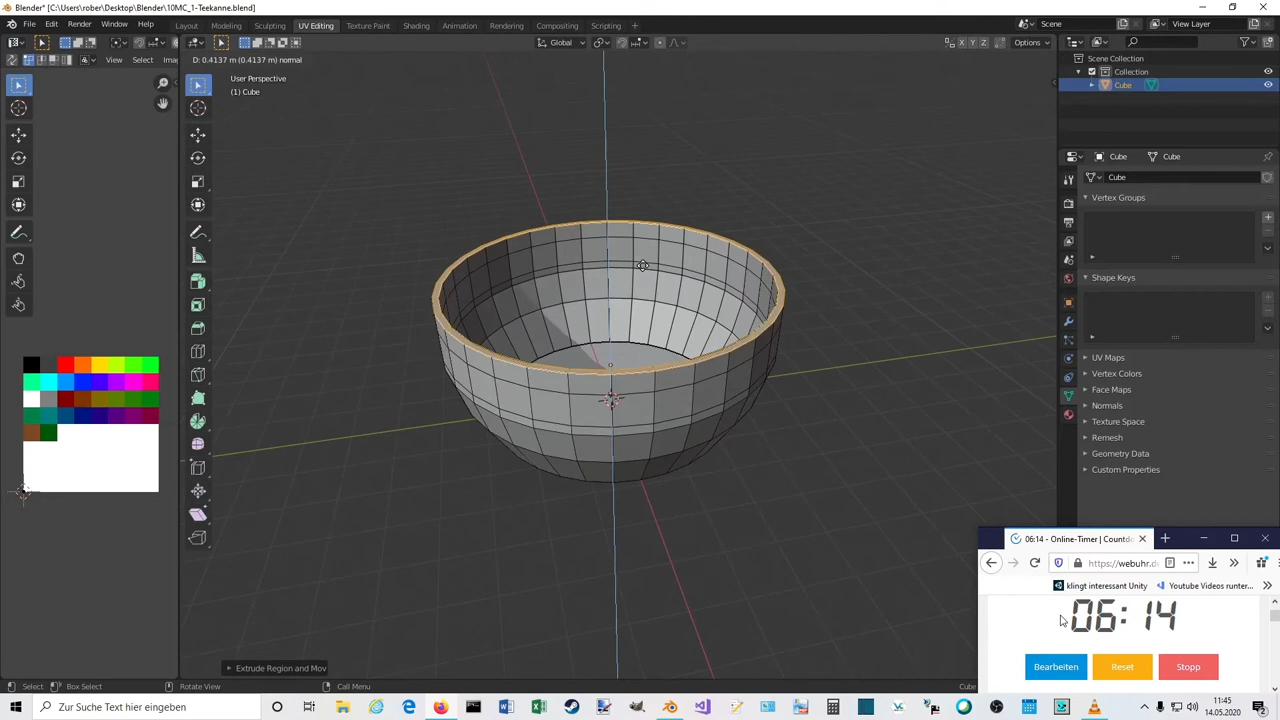 Blender* [C:\Users\rober\Desktop\Blender\10MC_1-Teekanne.blend]
File Edit Render Window Help Layout Modeling Sculpting UV Editing Texture Paint Shading Animation Rendering Compositing Scripting Scene View Layer
Global Options
X Y Z
D: 0.4137 m (0.4137 m) normal
View Select Ima
User Perspective
(1) Cube
Scene Collection
Collection
Cube
Cube Cube
Cube
Vertex Groups
Shape Keys
UV Maps
Vertex Colors
Face Maps
Normals
Texture Space
Remesh
Geometry Data
Custom Properties
Extrude Region and Mov
06:14 - Online-Timer | Countdo
https://webuhr.de
klingt interessant Unity Youtube Videos runter...
06:14
Bearbeiten Reset Stopp
Select Box Select Rotate View Call Menu Cube
Zur Suche Text hier eingeben
11:45
14.05.2020